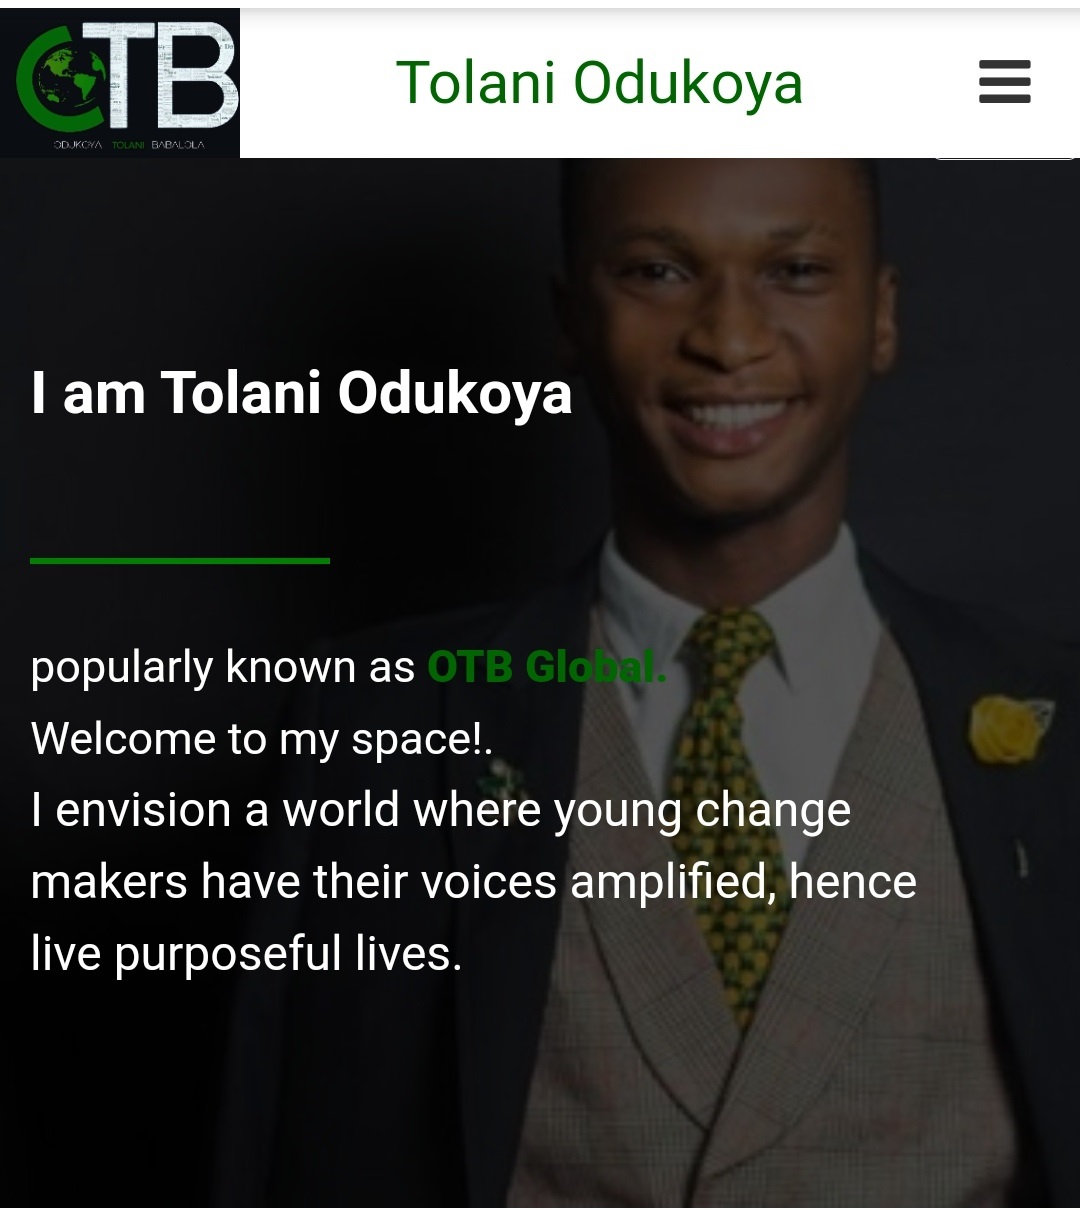 OTB
ODUKOYA TOLANI BABALOLA
Tolani Odukoya
I am Tolani Odukoya
popularly known as OTB Global.
Welcome to my space!.
I envision a world where young change
makers have their voices amplified, hence
live purposeful lives.